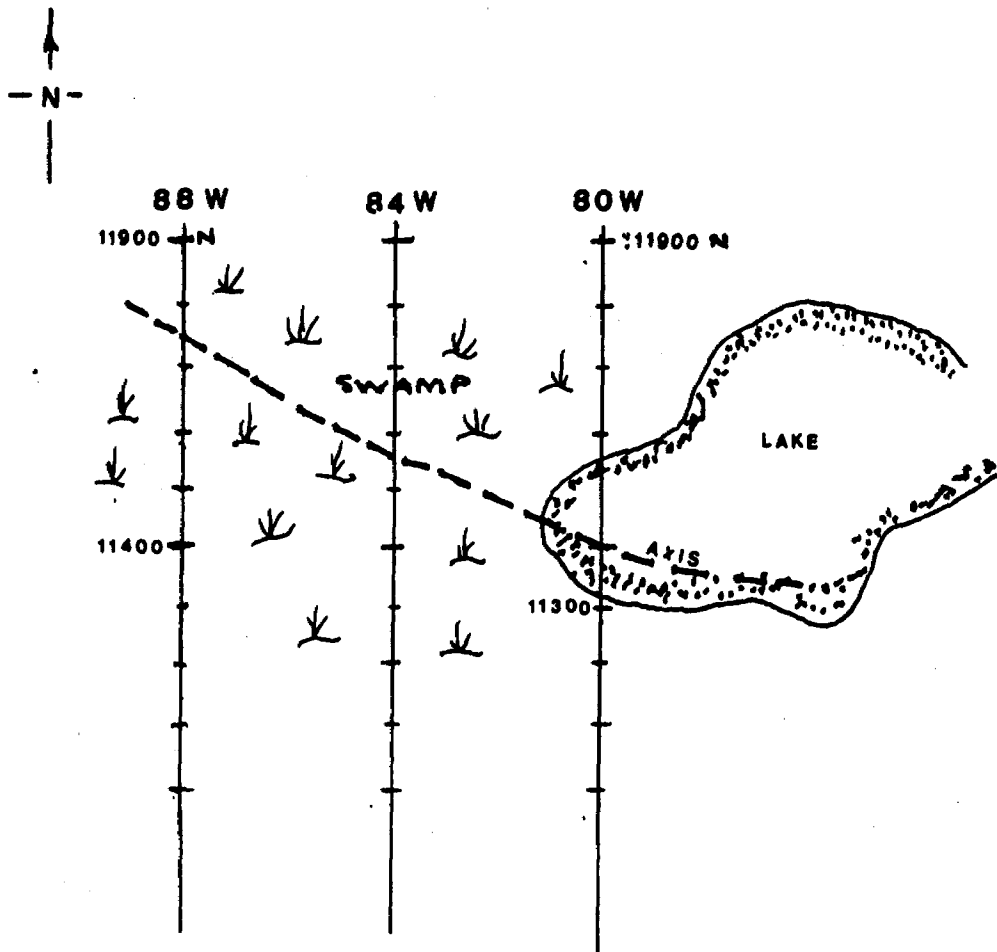 - N -
88 W 84 W 80 W
11900 N 11900 N
SWAMP
LAKE
11400
AXIS
11300